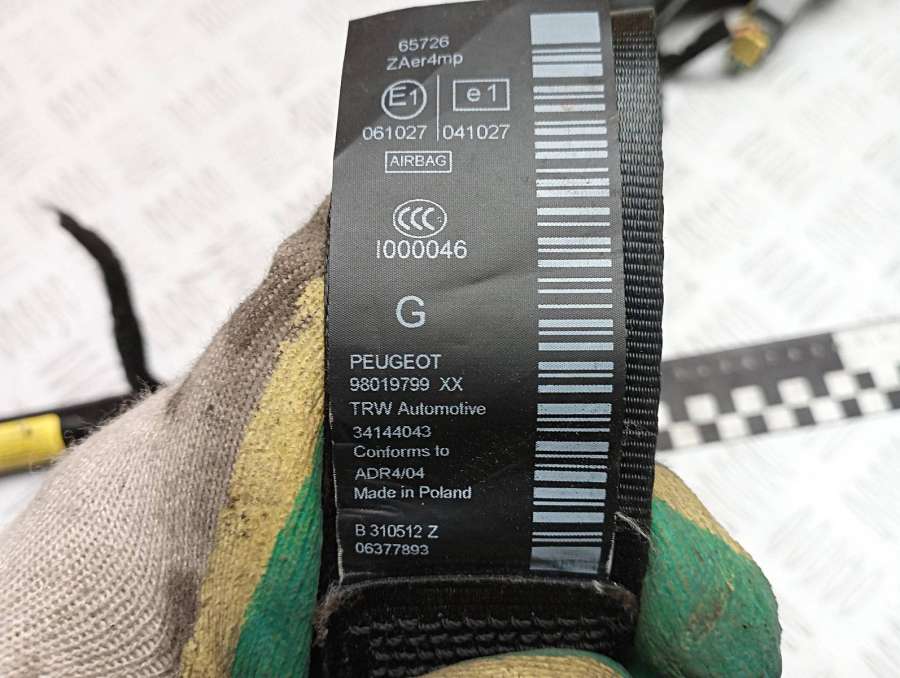 65726
ZAer4mp
E1 e1
061027 041027
AIRBAG
CCC
I000046
G
PEUGEOT
98019799 XX
TRW Automotive
34144043
Conforms to
ADR4/04
Made in Poland
B 310512 Z
06377893